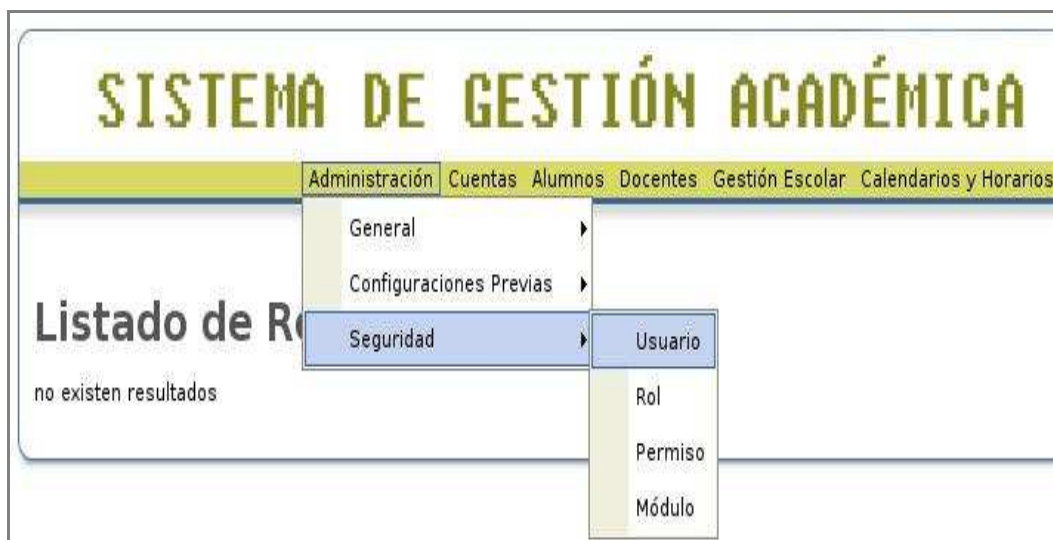 SISTEMA DE GESTIÓN ACADÉMICA
Administración Cuentas Alumnos Docentes Gestión Escolar Calendarios y Horarios
General
Configuraciones Previas
Listado de
Seguridad
Usuario
no existen resultados
Rol
Permiso
Módulo